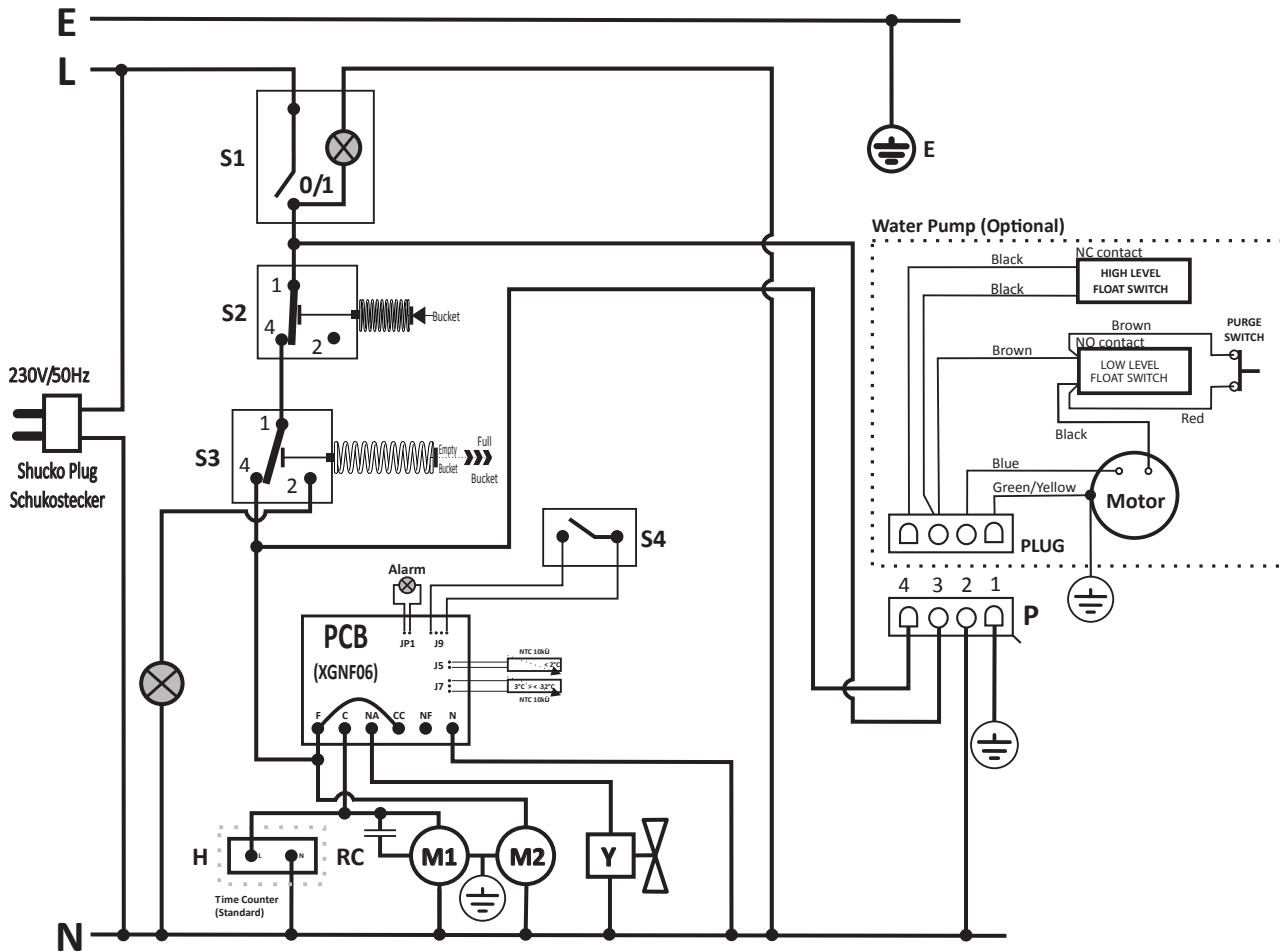 E
L
S1
0/1
E
Water Pump (Optional)
NC contact
Black
HIGH LEVEL
FLOAT SWITCH
Black
1
S2
4
2
Bucket
Brown
PURGE
SWITCH
NO contact
Brown
LOW LEVEL
FLOAT SWITCH
Red
Black
230V/50Hz
Shucko Plug
Schukostecker
1
S3
4
2
Empty
Bucket
Full
Bucket
Blue
Green/Yellow
Motor
PLUG
S4
Alarm
4 3 2 1
P
PCB
(XGNF06)
JP1
J9
J5
NTC 10kÙ
< 2°C
J7
3°C > < 32°C
NTC 10kÙ
F C NA CC NF N
H
L
N
RC
M1
M2
Y
Time Counter
(Standard)
N